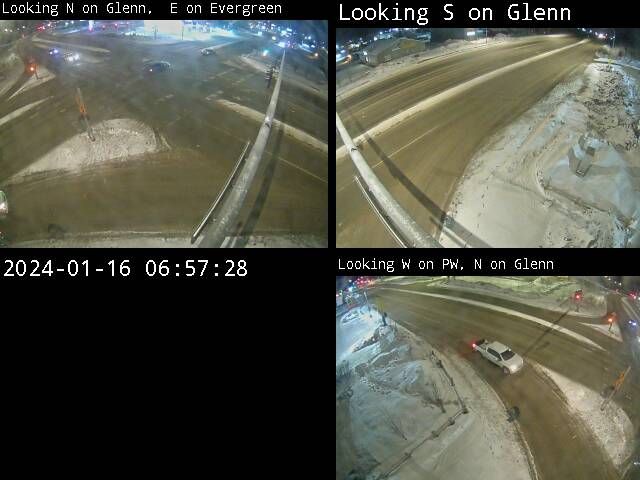 Looking N on Glenn,  E on Evergreen
Looking S on Glenn
2024-01-16 06:57:28
Looking W on PW, N on Glenn